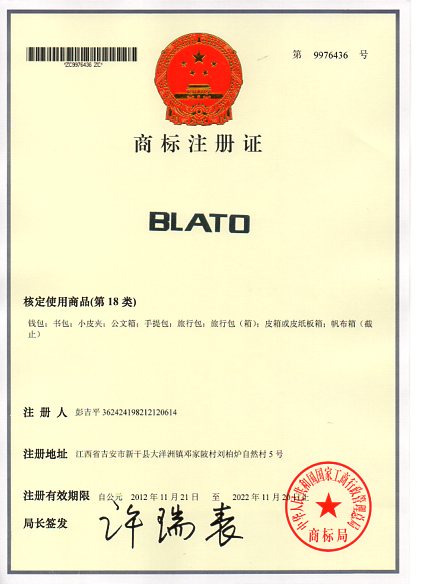 第 9976436 号
*ZC9976436 ZC*
商标注册证
BLATO
核定使用商品(第 18 类)
钱包；书包；小皮夹；公文箱；手提包；旅行包；旅行包（箱）；皮箱或皮纸板箱；帆布箱（截
止）
注 册 人 彭吉平 362424198212120614
注册地址 江西省吉安市新干县大洋洲镇邓家陂村刘柏炉自然村 5 号
注册有效期限 自公元 2012 年 11 月 21 日 至 2022 年 11 月 20 日止
局长签发 许瑞表
中华人民共和国国家工商行政管理总局
商标局